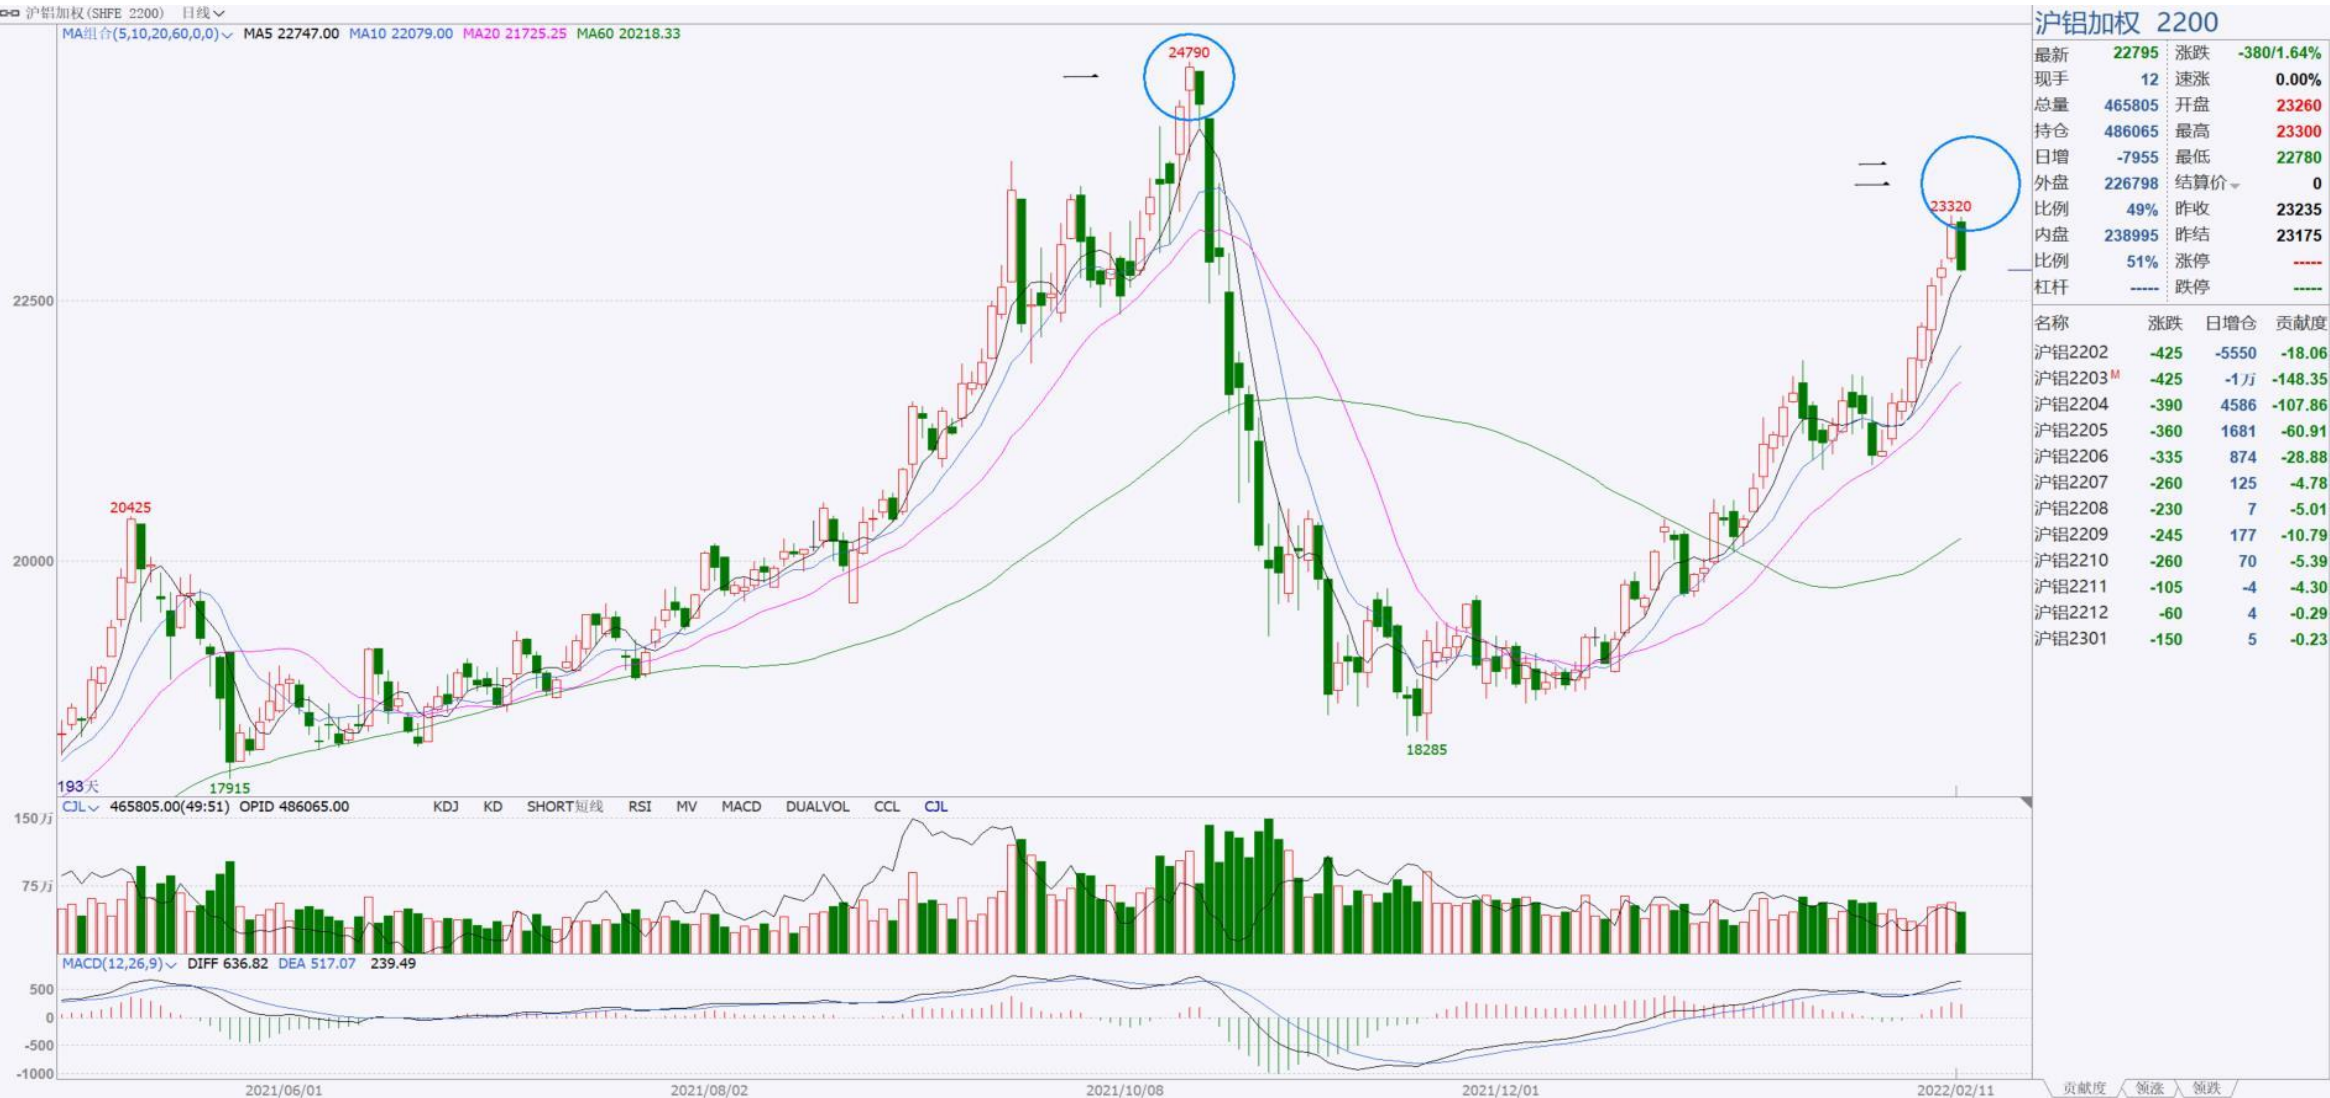 沪铝加权(SHFE 2200) 日线
MA组合(5,10,20,60,0,0) MA5 22747.00 MA10 22079.00 MA20 21725.25 MA60 20218.33
24790
一
二
23320
22500
20425
20000
18285
193天
17915
CJL 465805.00(49:51) OPID 486065.00 KDJ KD SHORT短线 RSI MV MACD DUALVOL CCL CJL
150万
75万
MACD(12,26,9) DIFF 636.82 DEA 517.07 239.49
500
0
-500
-1000
2021/06/01 2021/08/02 2021/10/08 2021/12/01 2022/02/11
沪铝加权 2200
最新 22795 涨跌 -380/1.64%
现手 12 速涨 0.00%
总量 465805 开盘 23260
持仓 486065 最高 23300
日增 -7955 最低 22780
外盘 226798 结算价 0
比例 49% 昨收 23235
内盘 238995 昨结 23175
比例 51% 涨停 -----
杠杆 ----- 跌停 -----
名称 涨跌 日增仓 贡献度
沪铝2202 -425 -5550 -18.06
沪铝2203M -425 -1万 -148.35
沪铝2204 -390 4586 -107.86
沪铝2205 -360 1681 -60.91
沪铝2206 -335 874 -28.88
沪铝2207 -260 125 -4.78
沪铝2208 -230 7 -5.01
沪铝2209 -245 177 -10.79
沪铝2210 -260 70 -5.39
沪铝2211 -105 -4 -4.30
沪铝2212 -60 4 -0.29
沪铝2301 -150 5 -0.23
贡献度 领涨 领跌